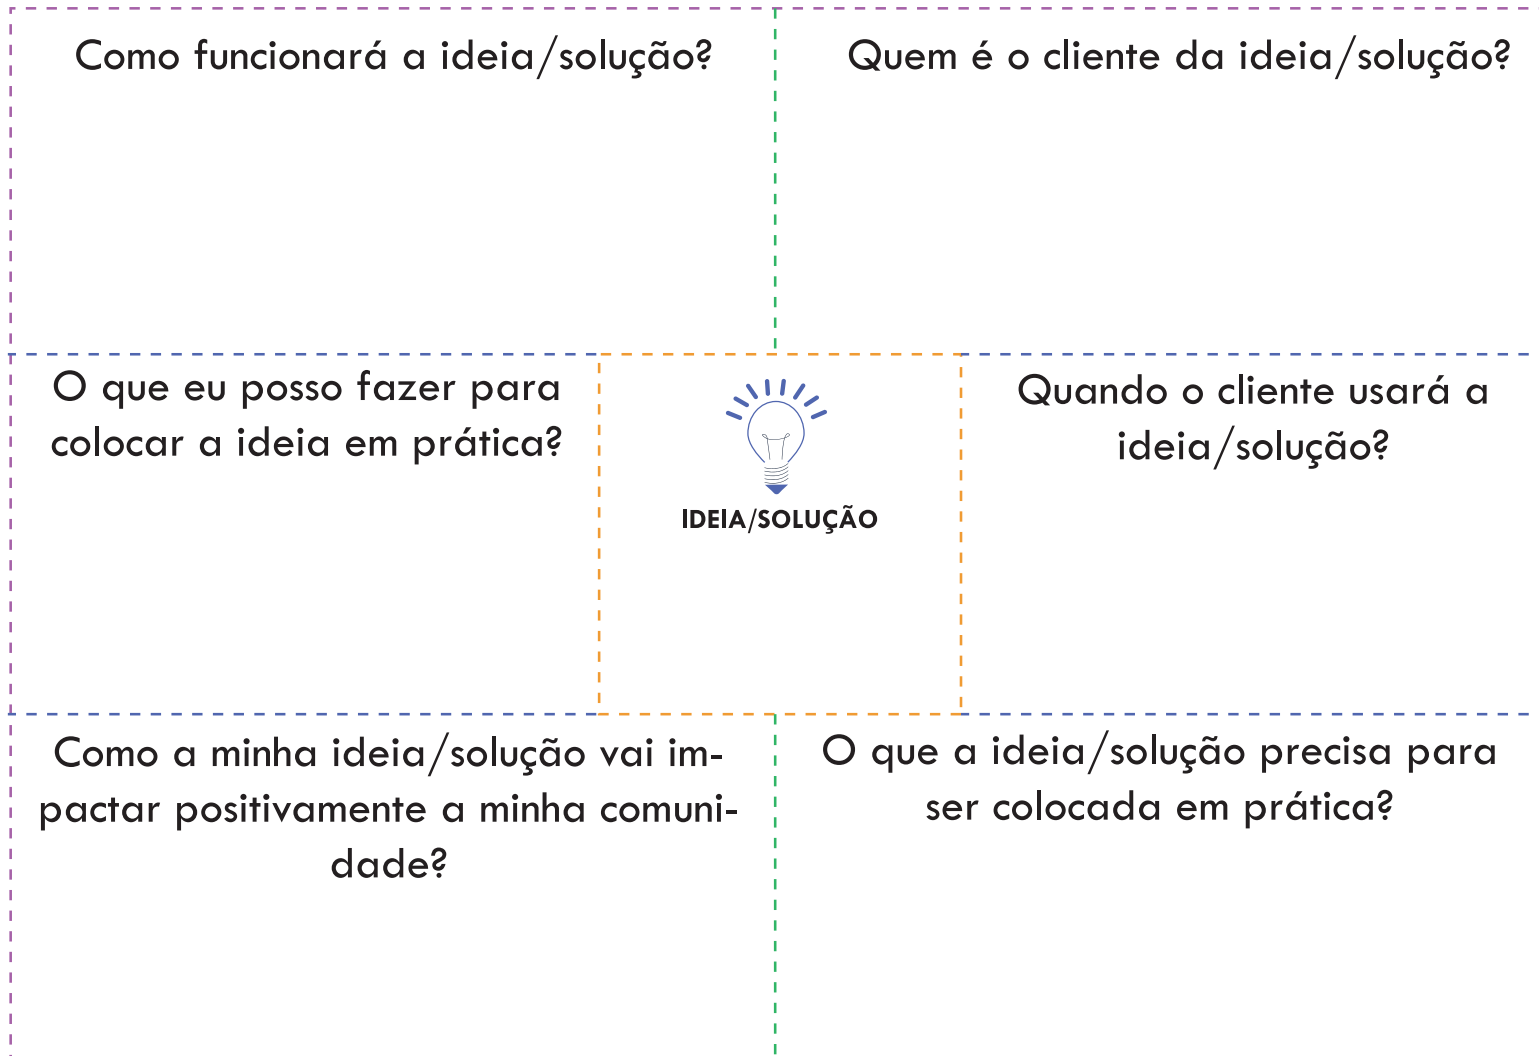 Como funcionará a ideia/solução?
Quem é o cliente da ideia/solução?
O que eu posso fazer para
colocar a ideia em prática?
IDEIA/SOLUÇÃO
Quando o cliente usará a
ideia/solução?
Como a minha ideia/solução vai im-
pactar positivamente a minha comuni-
dade?
O que a ideia/solução precisa para
ser colocada em prática?